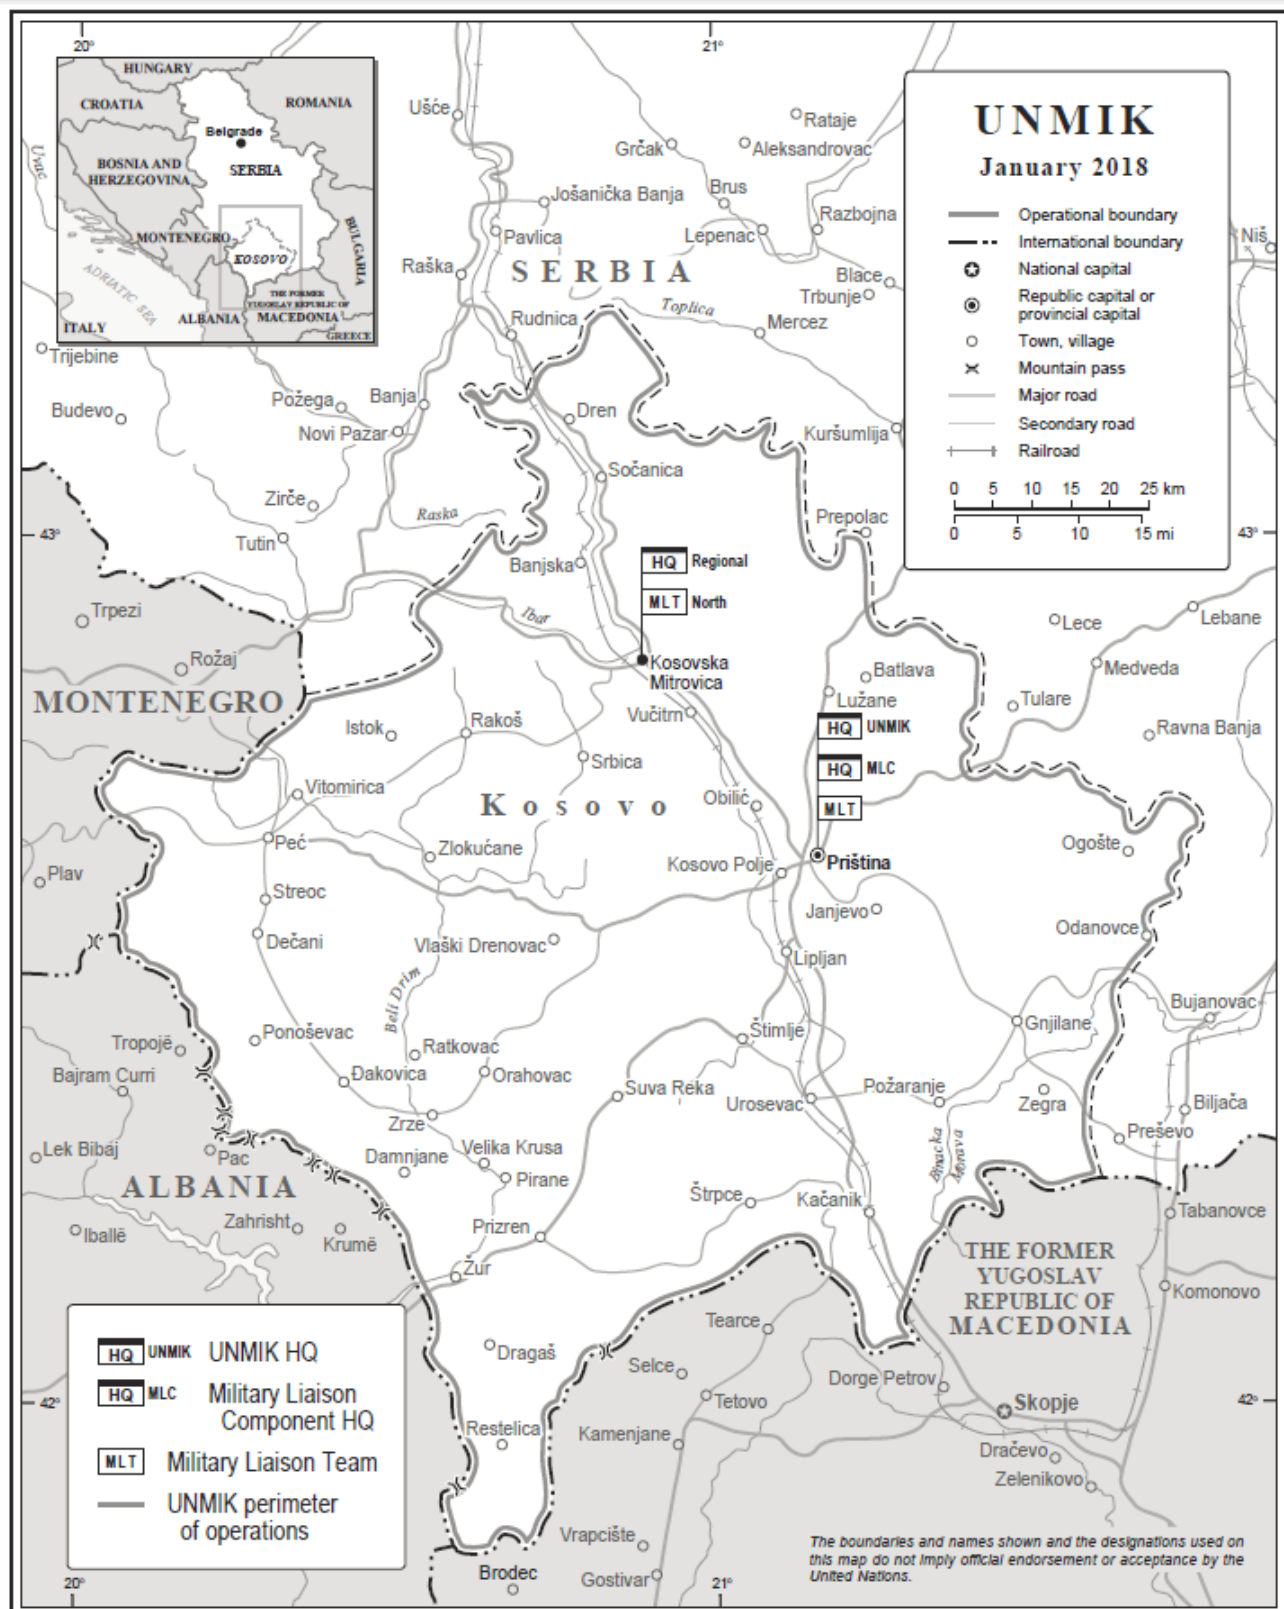 20°
21°
HUNGARY
CROATIA
ROMANIA
Belgrade
BOSNIA AND
HERZEGOVINA
SERBIA
MONTENEGRO
BULGARIA
KOSOVO
ADRIATIC SEA
THE FORMER
YUGOSLAV REPUBLIC OF
MACEDONIA
ITALY
ALBANIA
GREECE
UNMIK
January 2018
Operational boundary
International boundary
National capital
Republic capital or
provincial capital
Town, village
Mountain pass
Major road
Secondary road
Railroad
0 5 10 15 20 25 km
0 5 10 15 mi
Uvac
Ušće
Rataje
Grčak
Aleksandrovac
Jošanička Banja
Brus
Razbojna
Pavlica
Lepenac
Niš
Raška
SERBIA
Blace
Trbunje
Toplica
Rudnica
Mercez
Trijebine
Požega
Banja
Budevo
Dren
Novi Pazar
Kuršumlija
Sočanica
Zirče
Raska
Prepolac
43°
Tutin
43°
Banjska
HQ Regional
MLT North
Trpezi
Ibar
Lece
Lebane
Rožaj
Kosovska
Mitrovica
Batlava
Medveda
MONTENEGRO
Lužane
Tulare
Istok
Rakoš
Vučitrn
HQ UNMIK
Ravna Banja
Srbica
HQ MLC
Vitomirica
Kosovo
Obilić
MLT
Peć
Zlokućane
Ogošte
Plav
Kosovo Polje
Priština
Streoc
Janjevo
Dečani
Vlaški Drenovac
Odanovce
Lipljan
Beli Drim
Bujanovac
Ponoševac
Štimlje
Gnjilane
Tropojë
Ratkovac
Bajram Curri
Đakovica
Orahovac
Suva Reka
Požaranje
Urosevac
Zegra
Biljača
Zrze
Preševo
Lek Bibaj
Pac
Damnjane
Velika Krusa
Binačka
Morava
ALBANIA
Pirane
Štrpce
Kačanik
Zahrisht
Prizren
Tabanovce
Iballë
Krumë
Žur
THE FORMER
YUGOSLAV
REPUBLIC OF
MACEDONIA
Komonovo
Tearce
Dragaš
Selce
Dorge Petrov
42°
Tetovo
Skopje
42°
Restelica
Kamenjane
Dračevo
Zelenikovo
Vrapcište
Brodec
Gostivar
HQ UNMIK UNMIK HQ
HQ MLC Military Liaison
Component HQ
MLT Military Liaison Team
UNMIK perimeter
of operations
The boundaries and names shown and the designations used on
this map do not imply official endorsement or acceptance by the
United Nations.
20°
21°